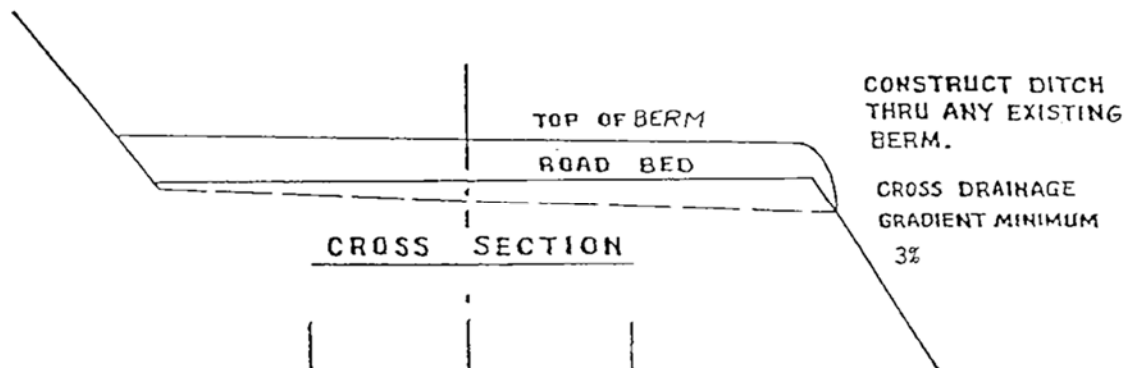 TOP OF BERM
ROAD BED
CROSS SECTION
CONSTRUCT DITCH
THRU ANY EXISTING
BERM.
CROSS DRAINAGE
GRADIENT MINIMUM
3%